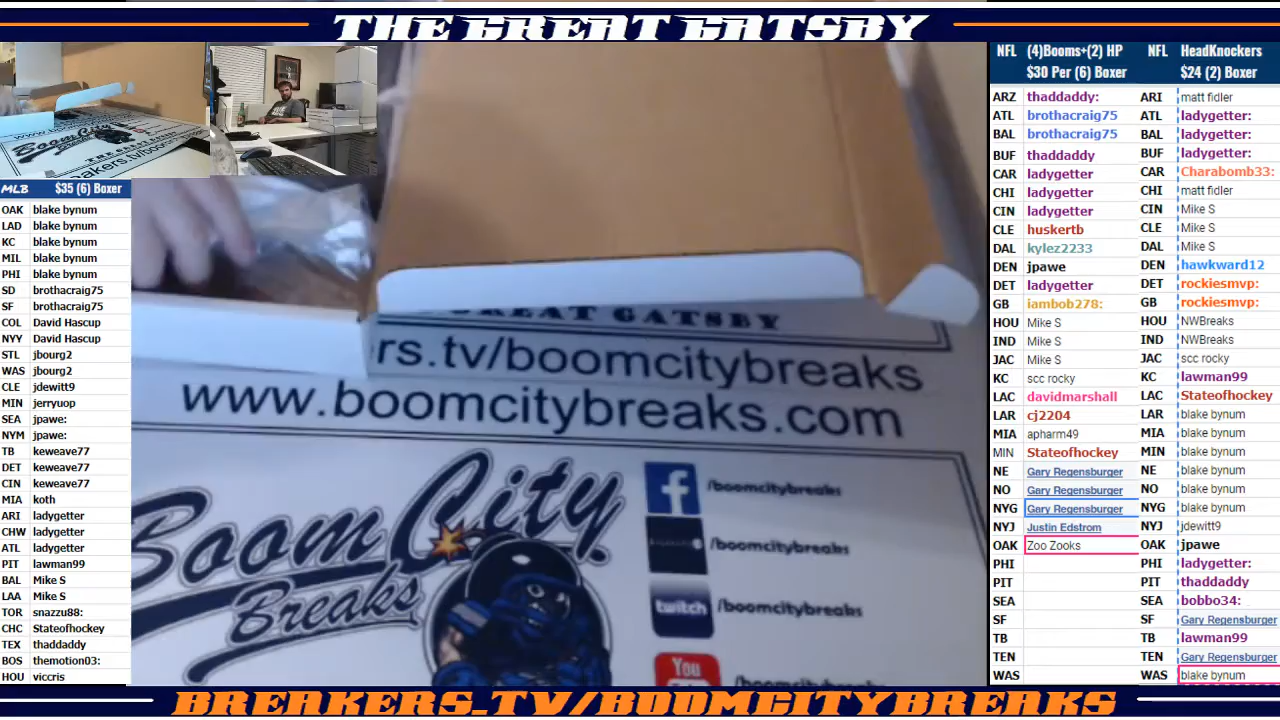 THE GREAT GATSBY
MLB $35 (6) Boxer
OAK blake bynum
LAD blake bynum
KC blake bynum
MIL blake bynum
PHI blake bynum
SD brothacraig75
SF brothacraig75
COL David Hascup
NYY David Hascup
STL jbourg2
WAS jbourg2
CLE jdewitt9
MIN jerryuop
SEA jpawe:
NYM jpawe:
TB keweave77
DET keweave77
CIN keweave77
MIA koth
ARI ladygetter
CHW ladygetter
ATL ladygetter
PIT lawman99
BAL Mike S
LAA Mike S
TOR snazzu88:
CHC Stateofhockey
TEX thaddaddy
BOS themotion03:
HOU viccris
GREAT GATSBY
rs.tv/boomcitybreaks
www.boomcitybreaks.com
BoomCity
Breaks
/boomcitybreaks
/boomcitybreaks
twitch /boomcitybreaks
You /boomcitybreaks
NFL (4)Booms+(2) HP
$30 Per (6) Boxer
ARZ thaddaddy:
ATL brothacraig75
BAL brothacraig75
BUF thaddaddy
CAR ladygetter
CHI ladygetter
CIN ladygetter
CLE huskertb
DAL kylez2233
DEN jpawe
DET ladygetter
GB iambob278:
HOU Mike S
IND Mike S
JAC Mike S
KC scc rocky
LAC davidmarshall
LAR cj2204
MIA apharm49
MIN Stateofhockey
NE Gary Regensburger
NO Gary Regensburger
NYG Gary Regensburger
NYJ Justin Edstrom
OAK Zoo Zooks
PHI
PIT
SEA
SF
TB
TEN
WAS
NFL HeadKnockers
$24 (2) Boxer
ARI matt fidler
ATL ladygetter:
BAL ladygetter:
BUF ladygetter:
CAR Charabomb33:
CHI matt fidler
CIN Mike S
CLE Mike S
DAL Mike S
DEN hawkward12
DET rockiesmvp:
GB rockiesmvp:
HOU NWBreaks
IND NWBreaks
JAC scc rocky
KC lawman99
LAC Stateofhockey
LAR blake bynum
MIA blake bynum
MIN blake bynum
NE blake bynum
NO blake bynum
NYG blake bynum
NYJ jdewitt9
OAK jpawe
PHI ladygetter:
PIT thaddaddy
SEA bobbo34:
SF Gary Regensburger
TB lawman99
TEN Gary Regensburger
WAS blake bynum
BREAKERS.TV/BOOMCITYBREAKS